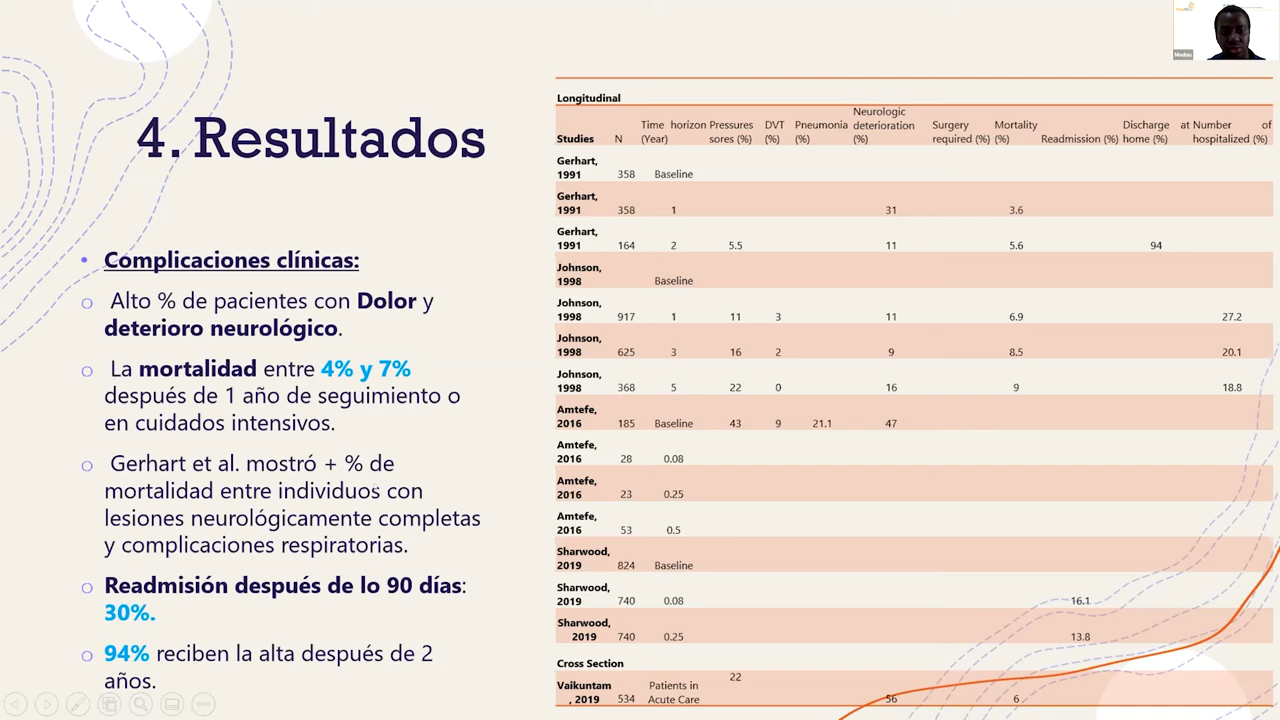 4. Resultados
• Complicaciones clínicas:
o Alto % de pacientes con Dolor y
deterioro neurológico.
o La mortalidad entre 4% y 7%
después de 1 año de seguimiento o
en cuidados intensivos.
o Gerhart et al. mostró + % de
mortalidad entre individuos con
lesiones neurológicamente completas
y complicaciones respiratorias.
o Readmisión después de lo 90 días:
30%.
o 94% reciben la alta después de 2
años.
Longitudinal
Studies N Time horizon (Year) Pressures sores (%) DVT (%) Pneumonia (%) Neurologic deterioration (%) Surgery required (%) Mortality (%) Readmission (%) Discharge at home (%) Number of hospitalized (%)
Gerhart, 1991 358 Baseline
Gerhart, 1991 358 1 31 3.6
Gerhart, 1991 164 2 5.5 11 5.6 94
Johnson, 1998 Baseline
Johnson, 1998 917 1 11 3 11 6.9 27.2
Johnson, 1998 625 3 16 2 9 8.5 20.1
Johnson, 1998 368 5 22 0 16 9 18.8
Amtefe, 2016 185 Baseline 43 9 21.1 47
Amtefe, 2016 28 0.08
Amtefe, 2016 23 0.25
Amtefe, 2016 53 0.5
Sharwood, 2019 824 Baseline
Sharwood, 2019 740 0.08 16.1
Sharwood, 2019 740 0.25 13.8
Cross Section
Vaikuntam, 2019 534 Patients in Acute Care 22 56 6
Modou